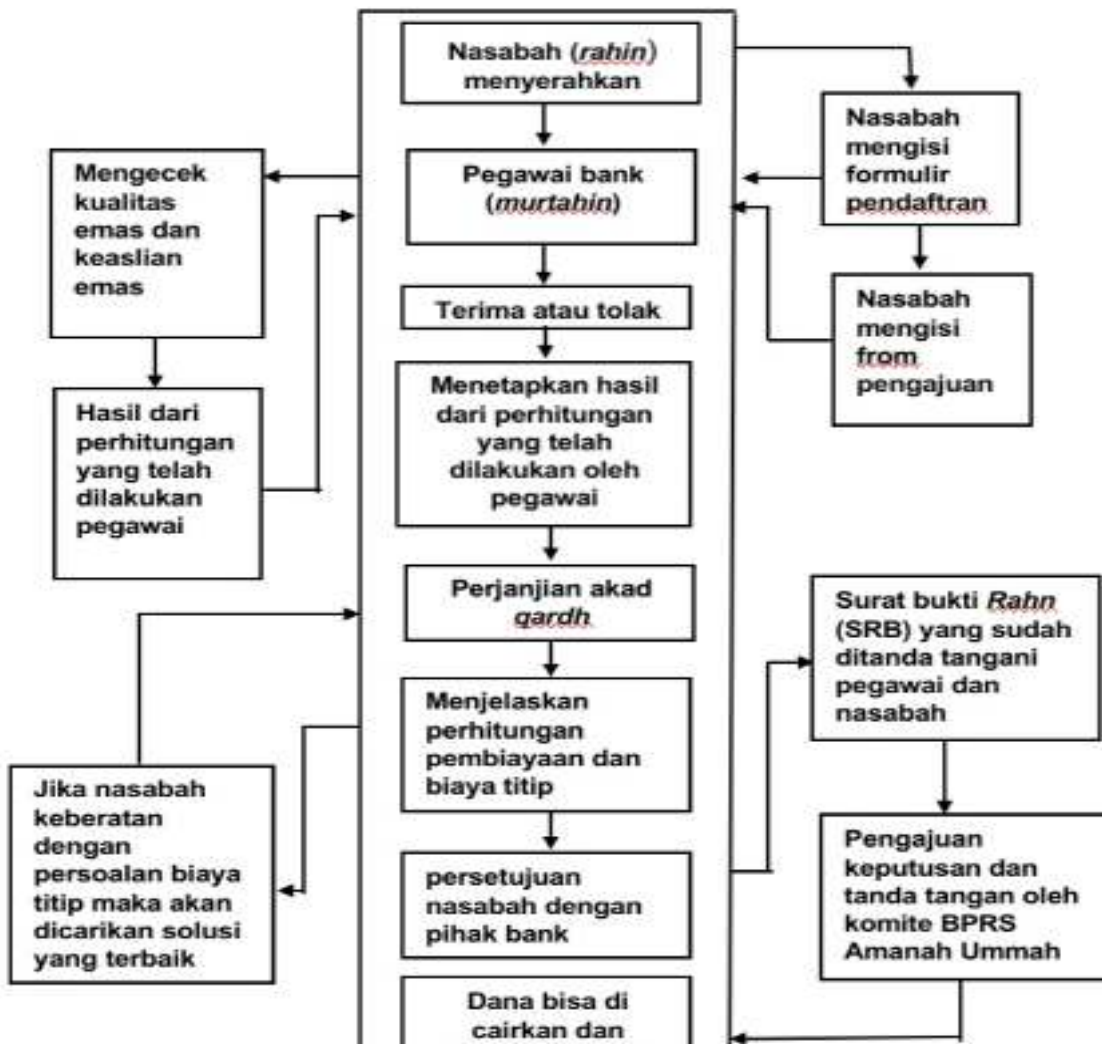 Nasabah (rahin)
menyerahkan
Nasabah
mengisi
formulir
pendaftran
Mengecek
kualitas
emas dan
keaslian
emas
Pegawai bank
(murtahin)
Nasabah
mengisi
from
pengajuan
Terima atau tolak
Hasil dari
perhitungan
yang telah
dilakukan
pegawai
Menetapkan hasil
dari perhitungan
yang telah
dilakukan oleh
pegawai
Perjanjian akad
qardh
Surat bukti Rahn
(SRB) yang sudah
ditanda tangani
pegawai dan
nasabah
Menjelaskan
perhitungan
pembiayaan dan
biaya titip
Jika nasabah
keberatan
dengan
persoalan biaya
titip maka akan
dicarikan solusi
yang terbaik
persetujuan
nasabah dengan
pihak bank
Pengajuan
keputusan dan
tanda tangan oleh
komite BPRS
Amanah Ummah
Dana bisa di
cairkan dan